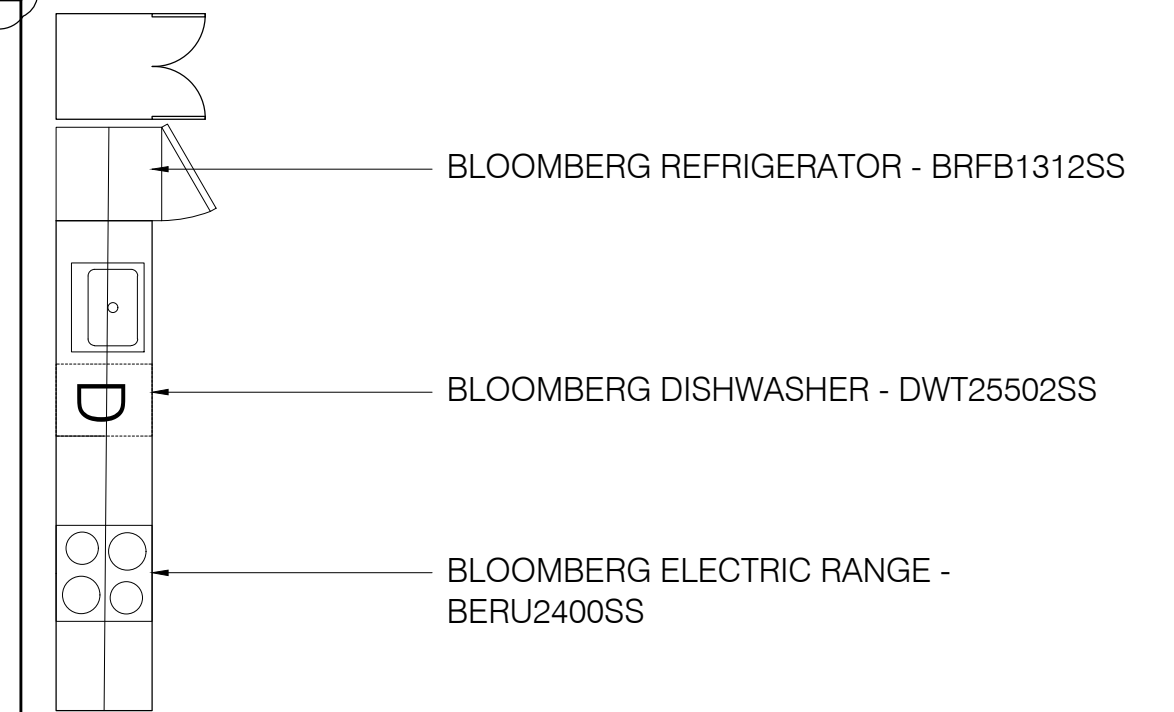 BLOOMBERG REFRIGERATOR - BRFB1312SS
BLOOMBERG DISHWASHER - DWT25502SS
BLOOMBERG ELECTRIC RANGE -
BERU2400SS